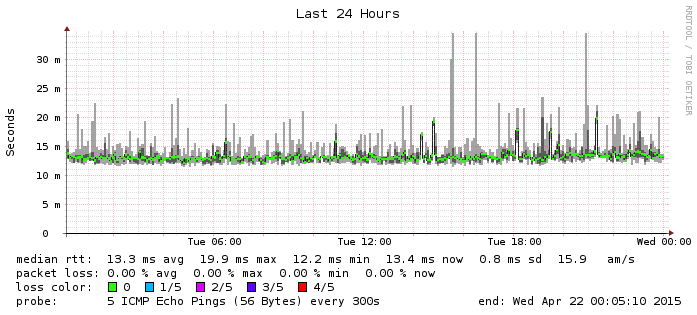 Last 24 Hours
RRDTOOL / TOBI OETIKER
Seconds
30 m
25 m
20 m
15 m
10 m
5 m
0
Tue 06:00 Tue 12:00 Tue 18:00 Wed 00:00
median rtt: 13.3 ms avg 19.9 ms max 12.2 ms min 13.4 ms now 0.8 ms sd 15.9 am/s
packet loss: 0.00 % avg 0.00 % max 0.00 % min 0.00 % now
loss color: 0 1/5 2/5 3/5 4/5
probe: 5 ICMP Echo Pings (56 Bytes) every 300s end: Wed Apr 22 00:05:10 2015